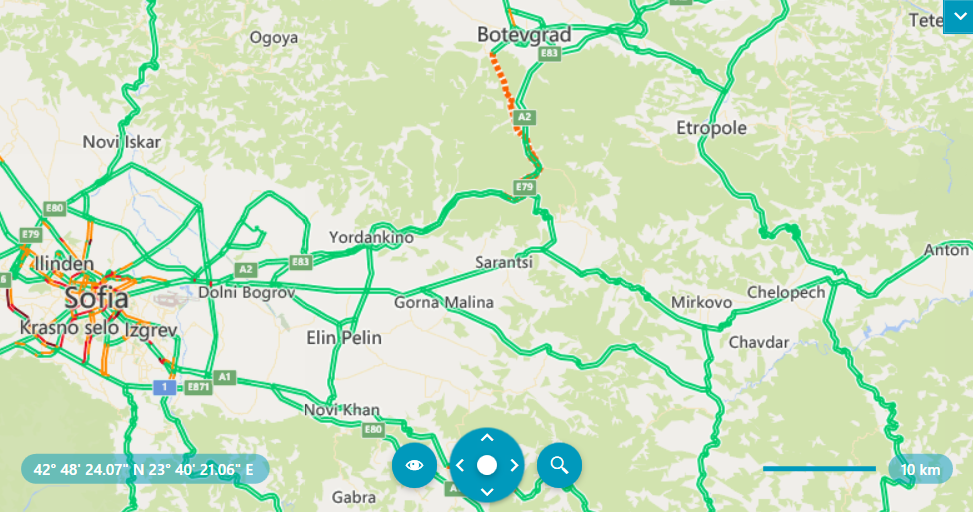 Ogoya
Botevgrad
E83
Novi Iskar
A2
Etropole
E80
E79
E79
Ilinden
Yordankino
A2
E83
Sarantsi
Anton
6
Sofia
Dolni Bogrov
Gorna Malina
Mirkovo
Chelopech
Krasno selo
Izgrev
Elin Pelin
Chavdar
1
E871
A1
Novi Khan
E80
Gabra
42° 48' 24.07" N 23° 40' 21.06" E
10 km